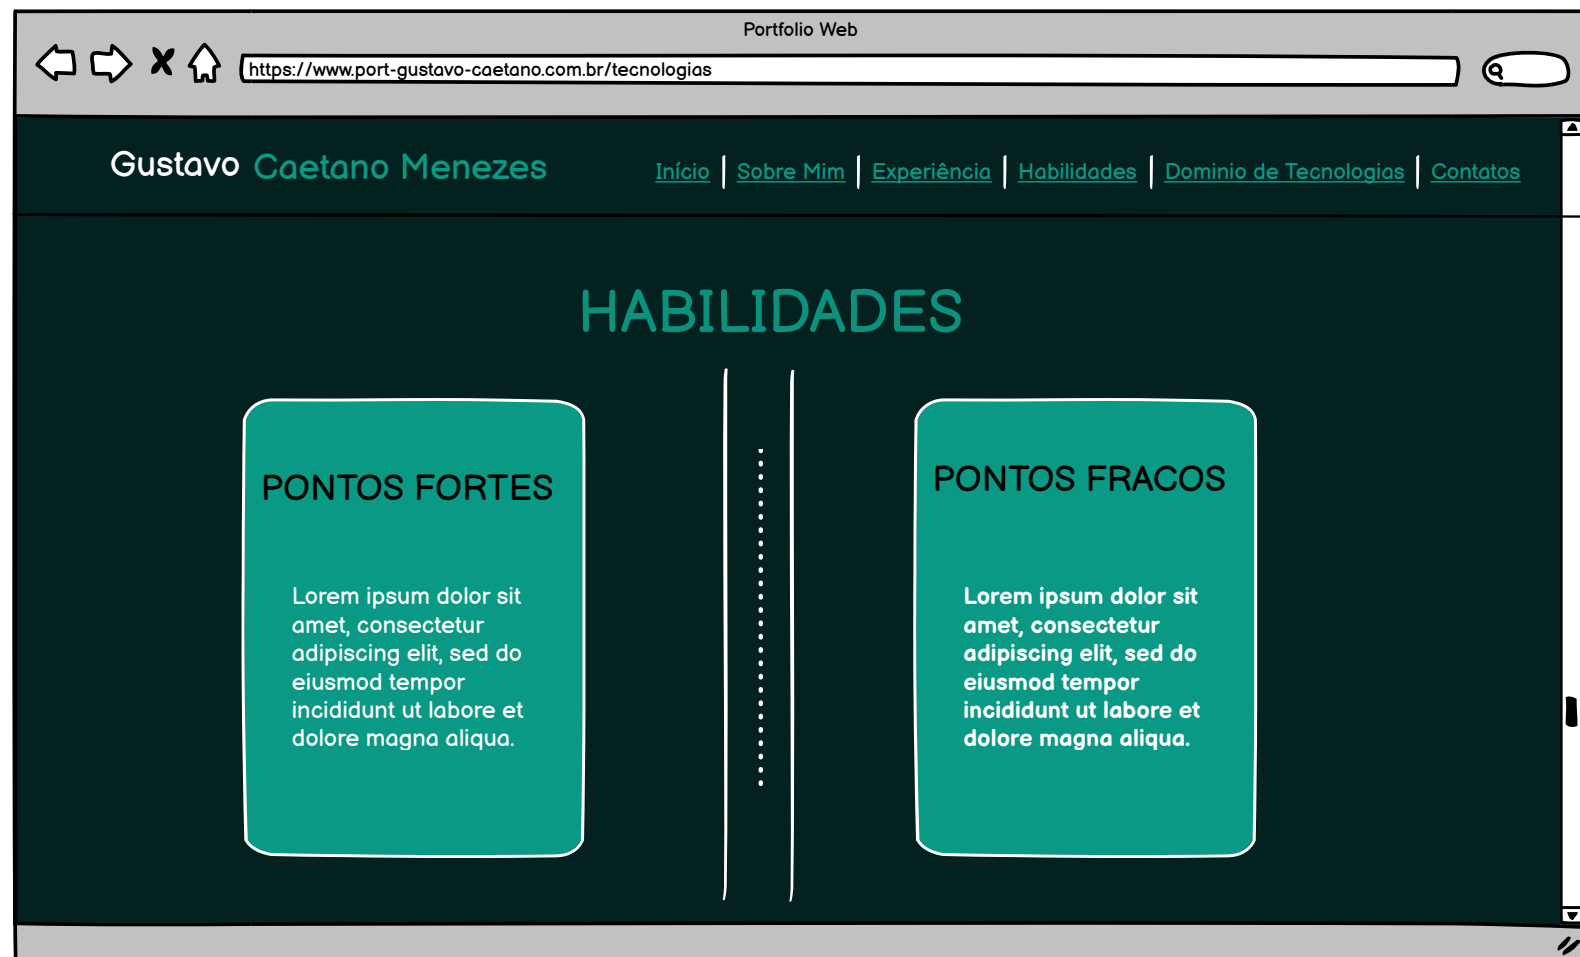 Portfolio Web
https://www.port-gustavo-caetano.com.br/tecnologias
Gustavo Caetano Menezes
Início | Sobre Mim | Experiência | Habilidades | Dominio de Tecnologias | Contatos
HABILIDADES
PONTOS FORTES
Lorem ipsum dolor sit
amet, consectetur
adipiscing elit, sed do
eiusmod tempor
incididunt ut labore et
dolore magna aliqua.
PONTOS FRACOS
Lorem ipsum dolor sit
amet, consectetur
adipiscing elit, sed do
eiusmod tempor
incididunt ut labore et
dolore magna aliqua.